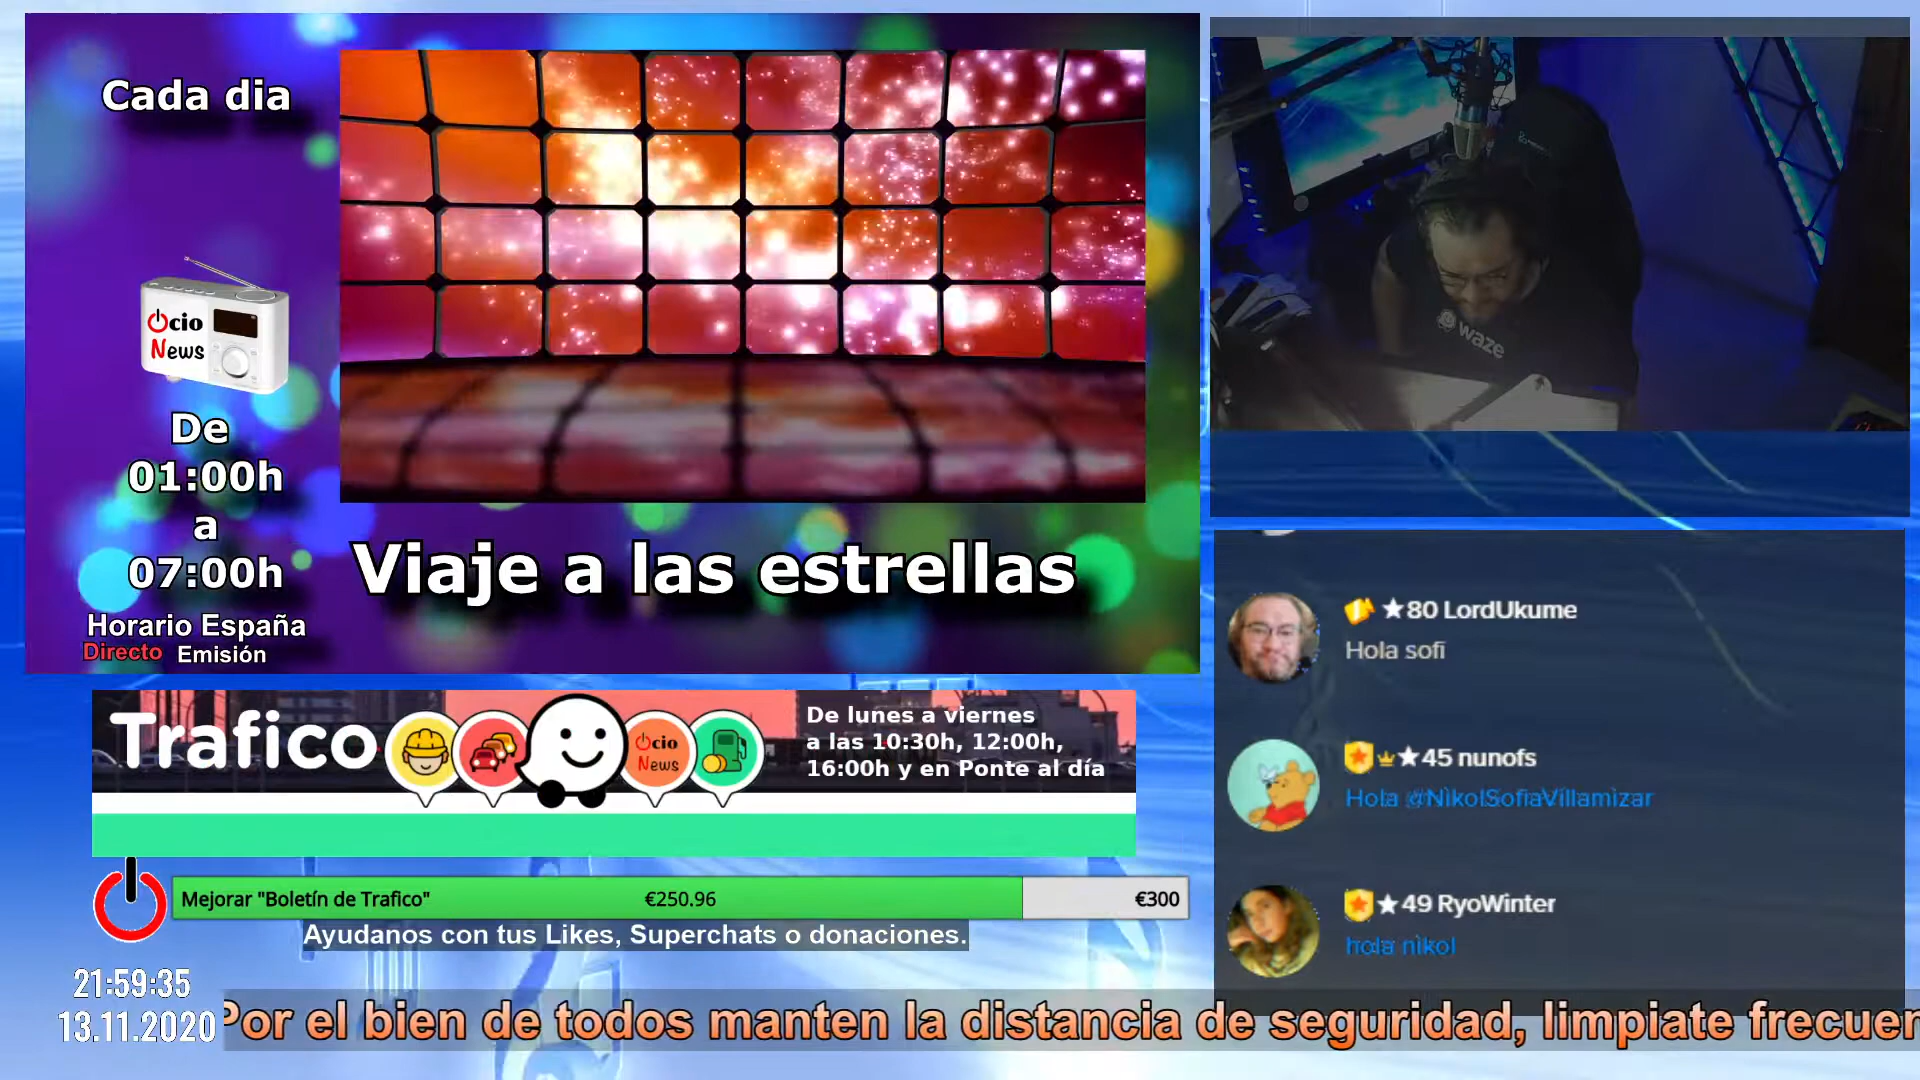 Cada dia
Ocio
News
De
01:00h
a
07:00h
Horario España
Directo Emisión
Viaje a las estrellas
waze
Trafico
Ocio
News
De lunes a viernes
a las 10:30h, 12:00h,
16:00h y en Ponte al día
Mejorar "Boletín de Trafico"
€250.96
€300
Ayudanos con tus Likes, Superchats o donaciones.
★80 LordUkume
Hola sofi
★45 nunofs
Hola @NikolSofiaVillamizar
★49 RyoWinter
hola nikol
21:59:35
13.11.2020
Por el bien de todos manten la distancia de seguridad, limpiate frecuen